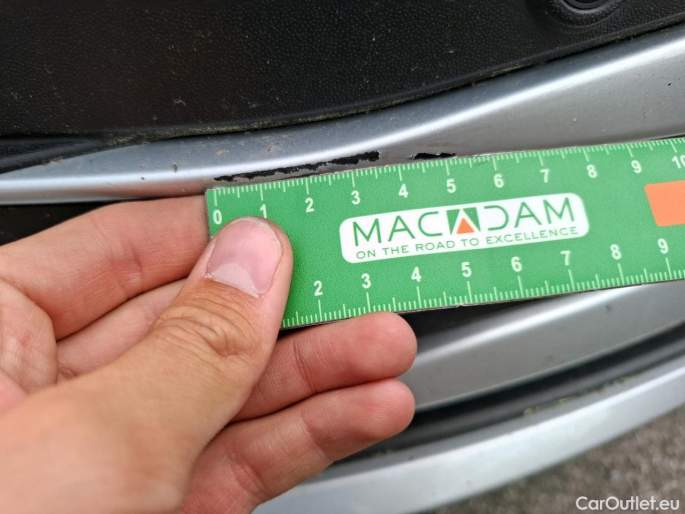 0 1 2 3 4 5 6 7 8 9 10
MACADAM
ON THE ROAD TO EXCELLENCE
2 3 4 5 6 7 8 9
CarOutlet.eu